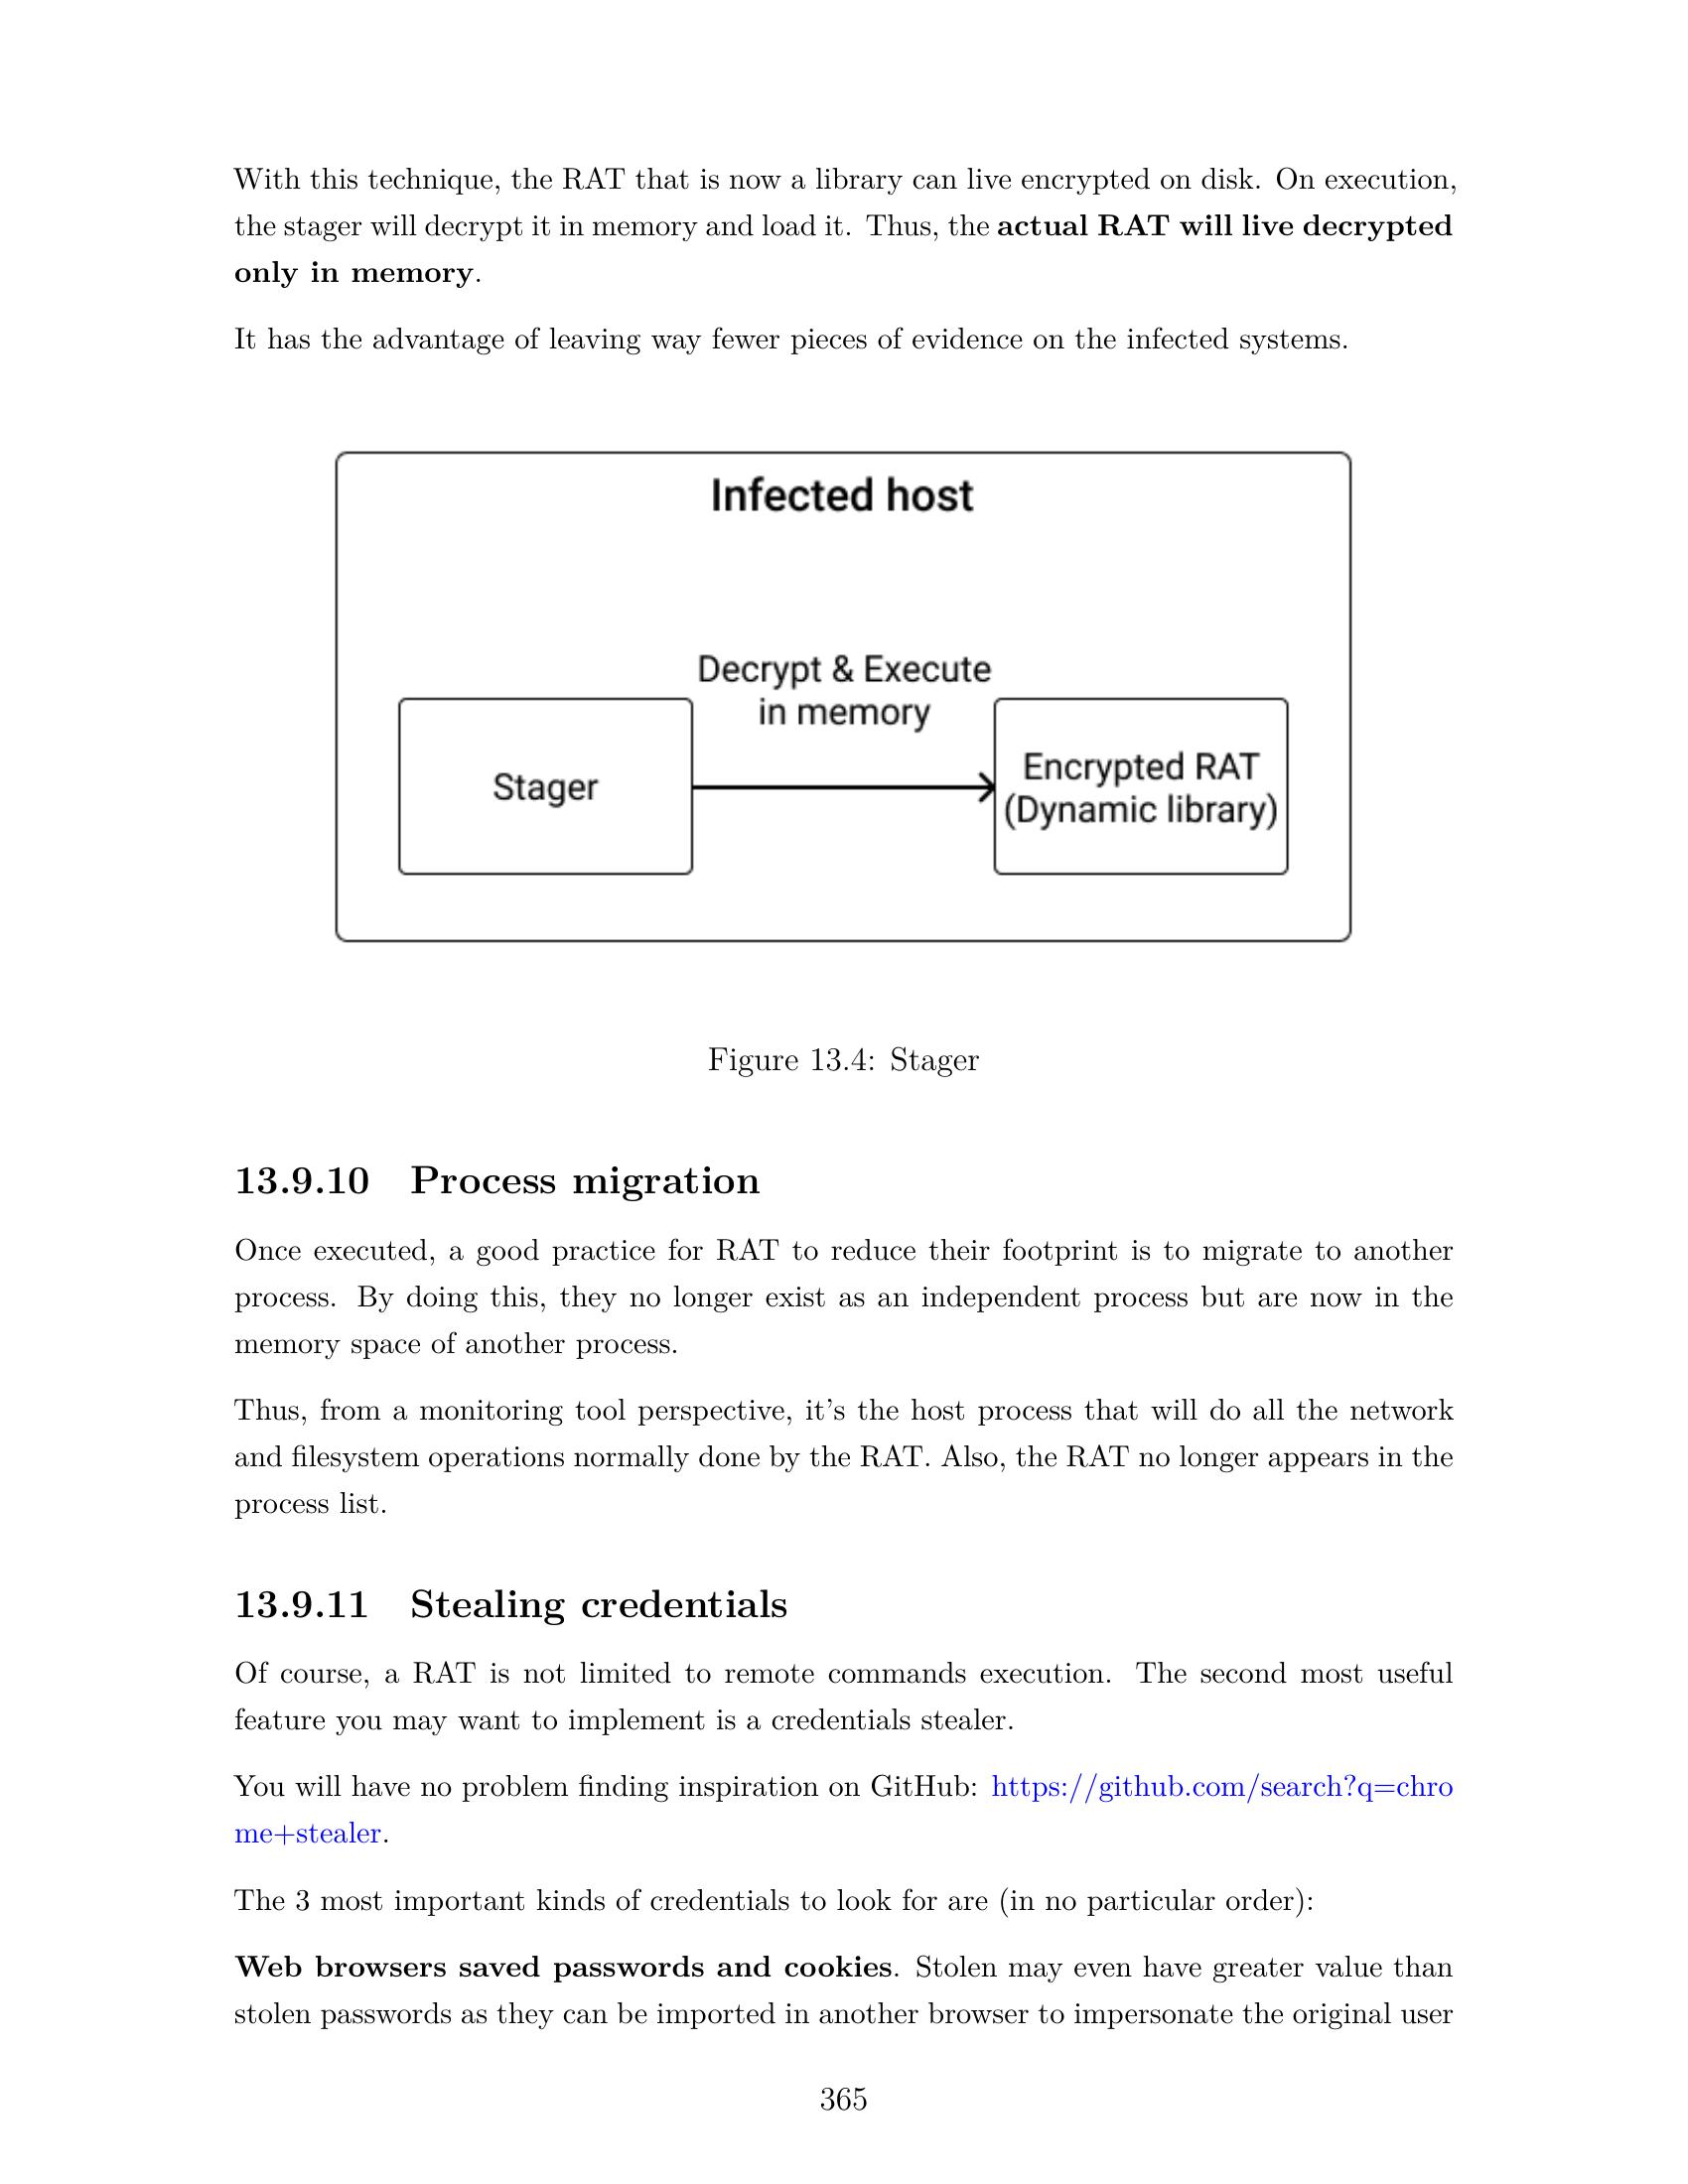 With this technique, the RAT that is now a library can live encrypted on disk. On execution,
the stager will decrypt it in memory and load it. Thus, the actual RAT will live decrypted
only in memory.
It has the advantage of leaving way fewer pieces of evidence on the infected systems.
Infected host
Decrypt & Execute
in memory
Stager
Encrypted RAT
(Dynamic library)
Figure 13.4: Stager
13.9.10 Process migration
Once executed, a good practice for RAT to reduce their footprint is to migrate to another
process. By doing this, they no longer exist as an independent process but are now in the
memory space of another process.
Thus, from a monitoring tool perspective, it's the host process that will do all the network
and filesystem operations normally done by the RAT. Also, the RAT no longer appears in the
process list.
13.9.11 Stealing credentials
Of course, a RAT is not limited to remote commands execution. The second most useful
feature you may want to implement is a credentials stealer.
You will have no problem finding inspiration on GitHub: https://github.com/search?q=chro
me+stealer.
The 3 most important kinds of credentials to look for are (in no particular order):
Web browsers saved passwords and cookies. Stolen may even have greater value than
stolen passwords as they can be imported in another browser to impersonate the original user
365